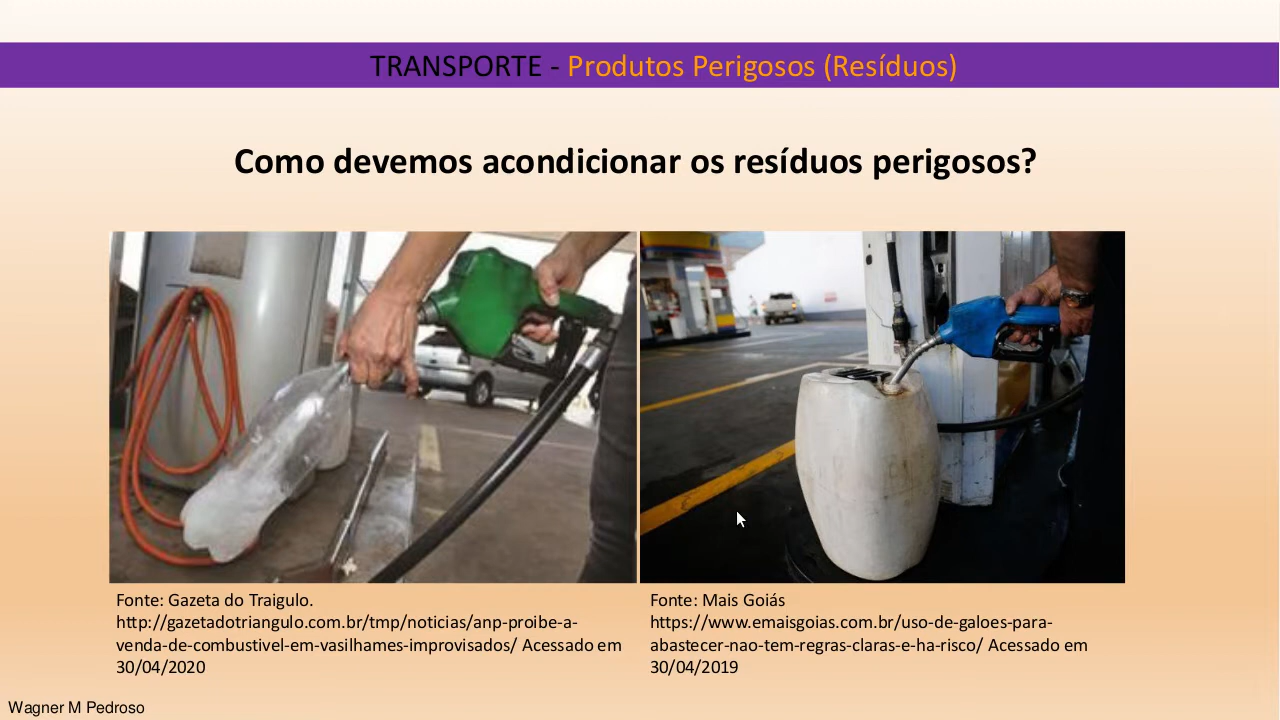 TRANSPORTE - Produtos Perigosos (Resíduos)
Como devemos acondicionar os resíduos perigosos?
Fonte: Gazeta do Traigulo.
http://gazetadotriangulo.com.br/tmp/noticias/anp-proibe-a-
venda-de-combustivel-em-vasilhames-improvisados/ Acessado em
30/04/2020
Fonte: Mais Goiás
https://www.emaisgoias.com.br/uso-de-galoes-para-
abastecer-nao-tem-regras-claras-e-ha-risco/ Acessado em
30/04/2019
Wagner M Pedroso